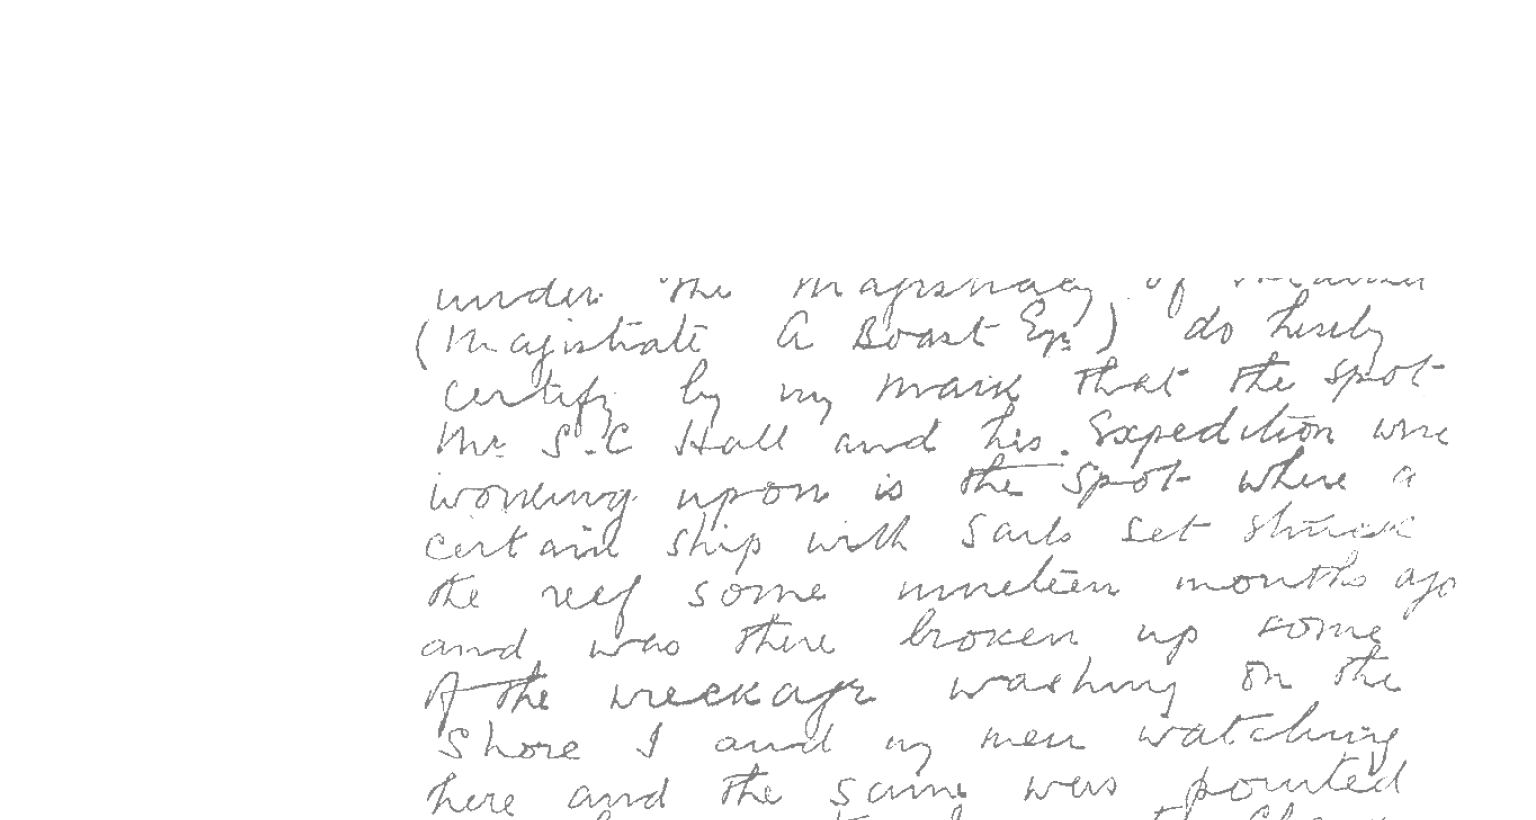 under the Magistracy of
(Magistrate A Boast Esqr) do hereby
certify by my mark that the spot
Mr S.C Hall and his Expedition were
working upon is the spot where a
certain ship with sails set struck
the reef some nineteen months ago
and was there broken up some
of the wreckage washing on the
shore I and my men watching
here and the same was pointed